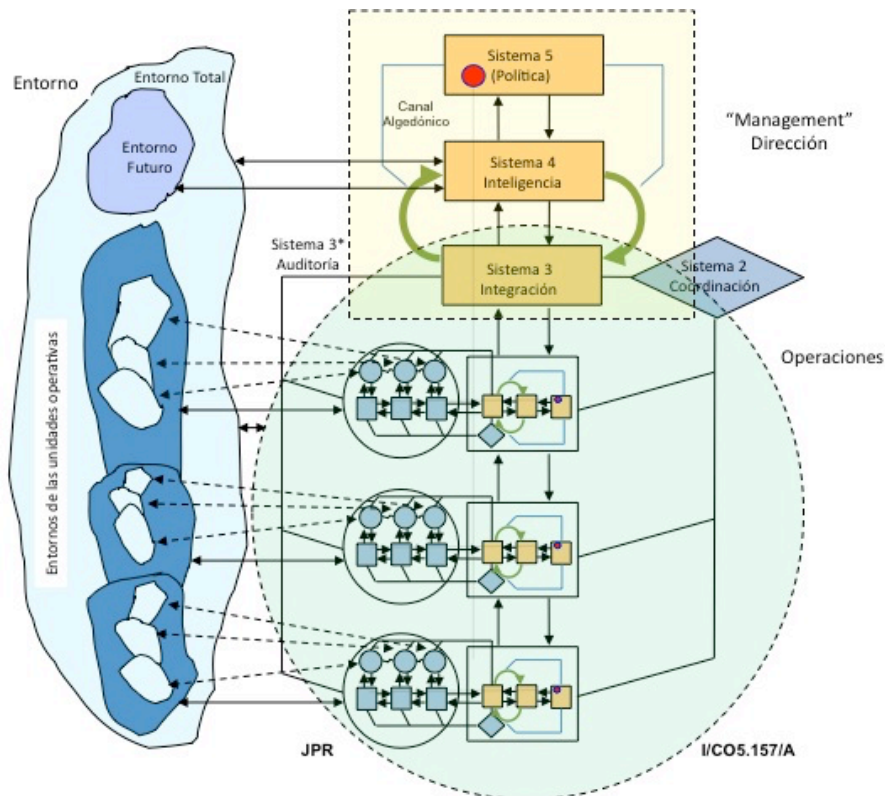 Entorno
Entorno Total
Entorno
Futuro
Entornos de las unidades operativas
Sistema 5
(Política)
Canal
Algedónico
Sistema 4
Inteligencia
"Management"
Dirección
Sistema 3*
Auditoría
Sistema 3
Integración
Sistema 2
Coordinación
Operaciones
JPR
I/CO5.157/A